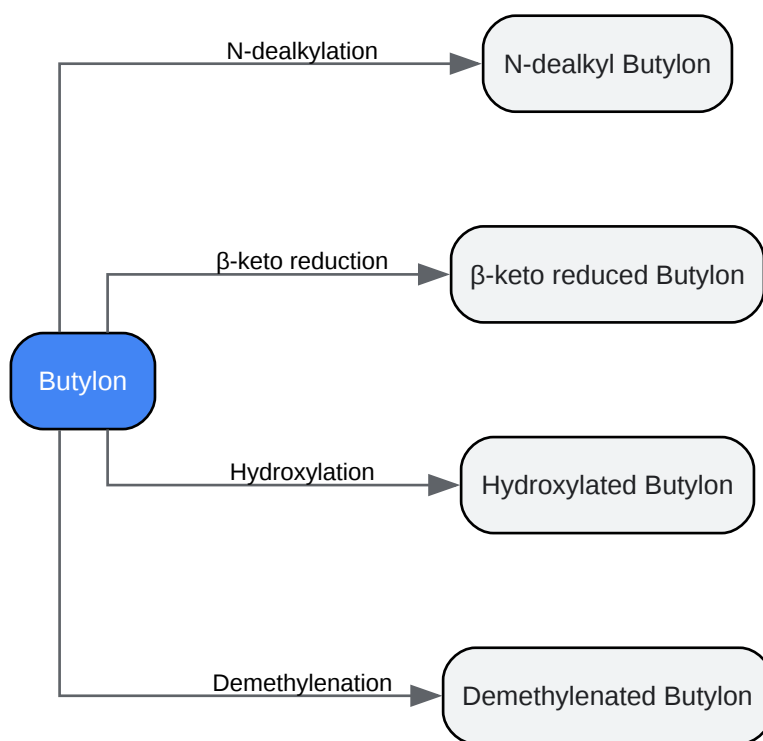 N-dealkylation
N-dealkyl Butylon
β-keto reduction
β-keto reduced Butylon
Butylon
Hydroxylation
Hydroxylated Butylon
Demethylenation
Demethylenated Butylon